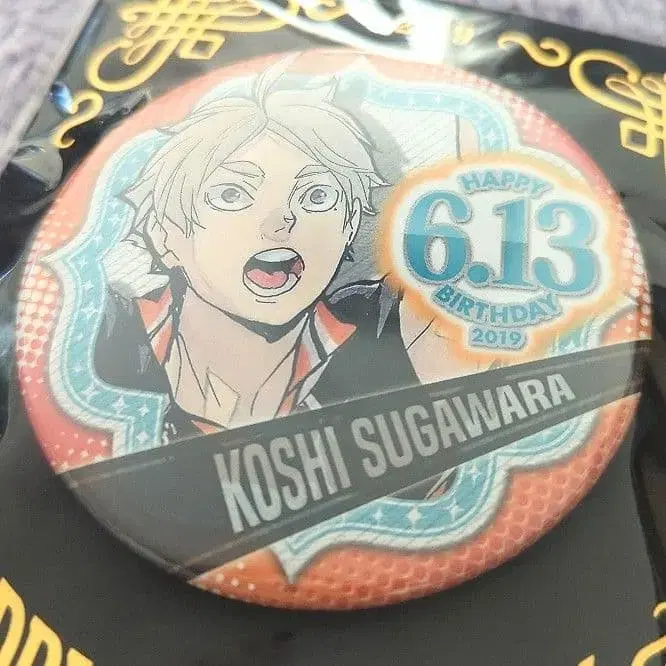 HAPPY
6.13
BIRTHDAY
2019
KOSHI SUGAWARA